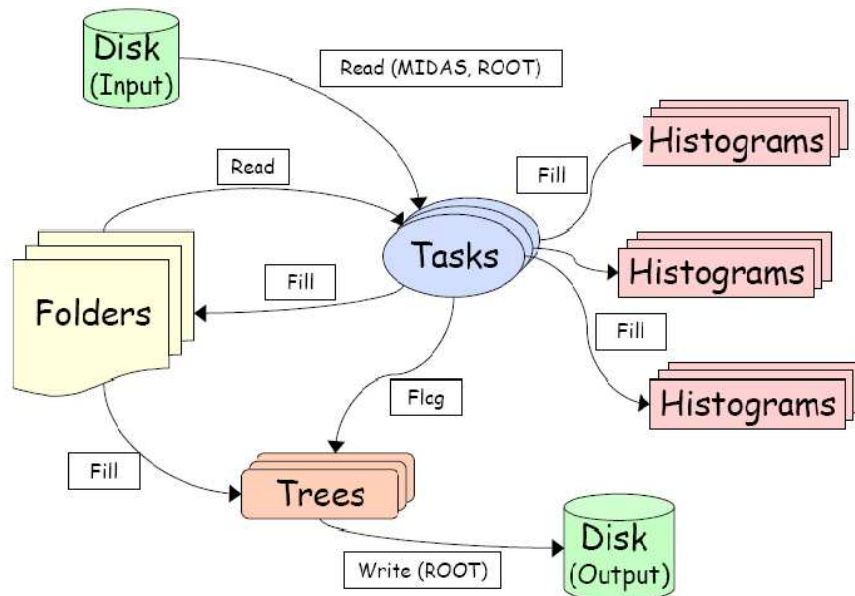 Disk
(Input)
Read (MIDAS, ROOT)
Histograms
Read
Fill
Tasks
Histograms
Fill
Folders
Fill
Histograms
Flcg
Fill
Trees
Disk
(Output)
Write (ROOT)